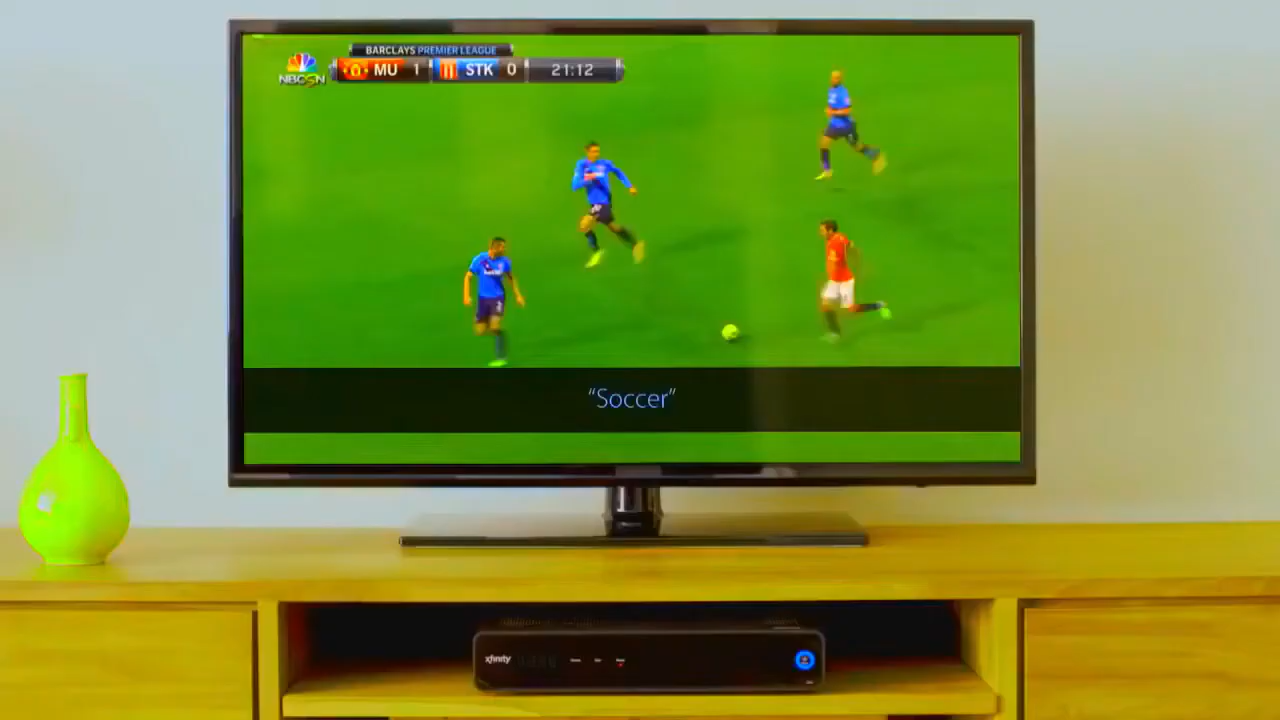 BARCLAYS PREMIER LEAGUE
NBCSN
MU 1 STK 0 21:12
“Soccer”
xfinity